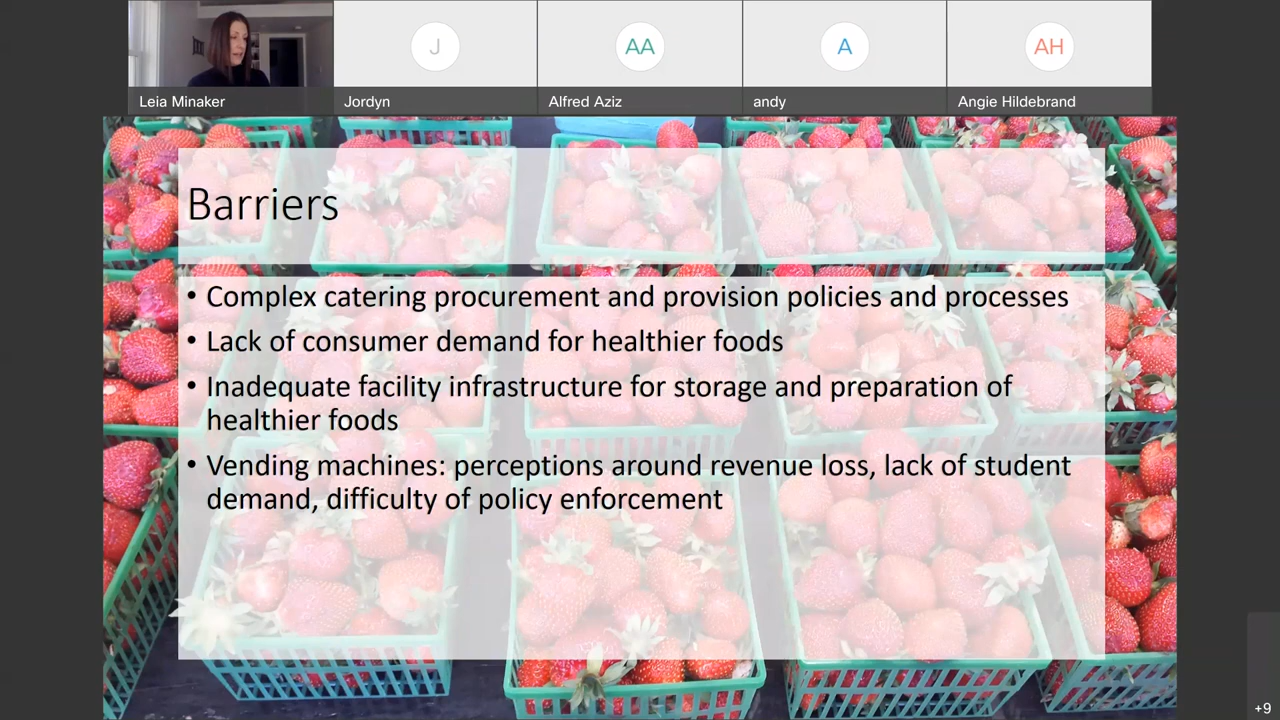 J
AA
A
AH
Leia Minaker
Jordyn
Alfred Aziz
andy
Angie Hildebrand
Barriers
• Complex catering procurement and provision policies and processes
• Lack of consumer demand for healthier foods
• Inadequate facility infrastructure for storage and preparation of
healthier foods
• Vending machines: perceptions around revenue loss, lack of student
demand, difficulty of policy enforcement
+9